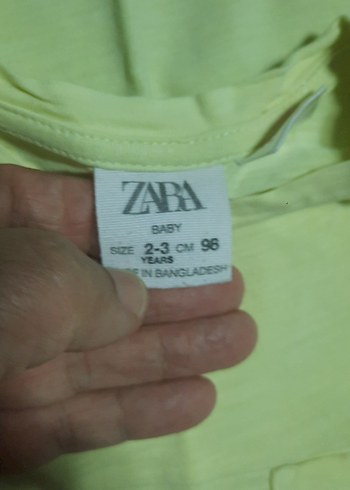 ZARA
BABY
SIZE 2-3 CM 96
YEARS
IN BANGLADESH